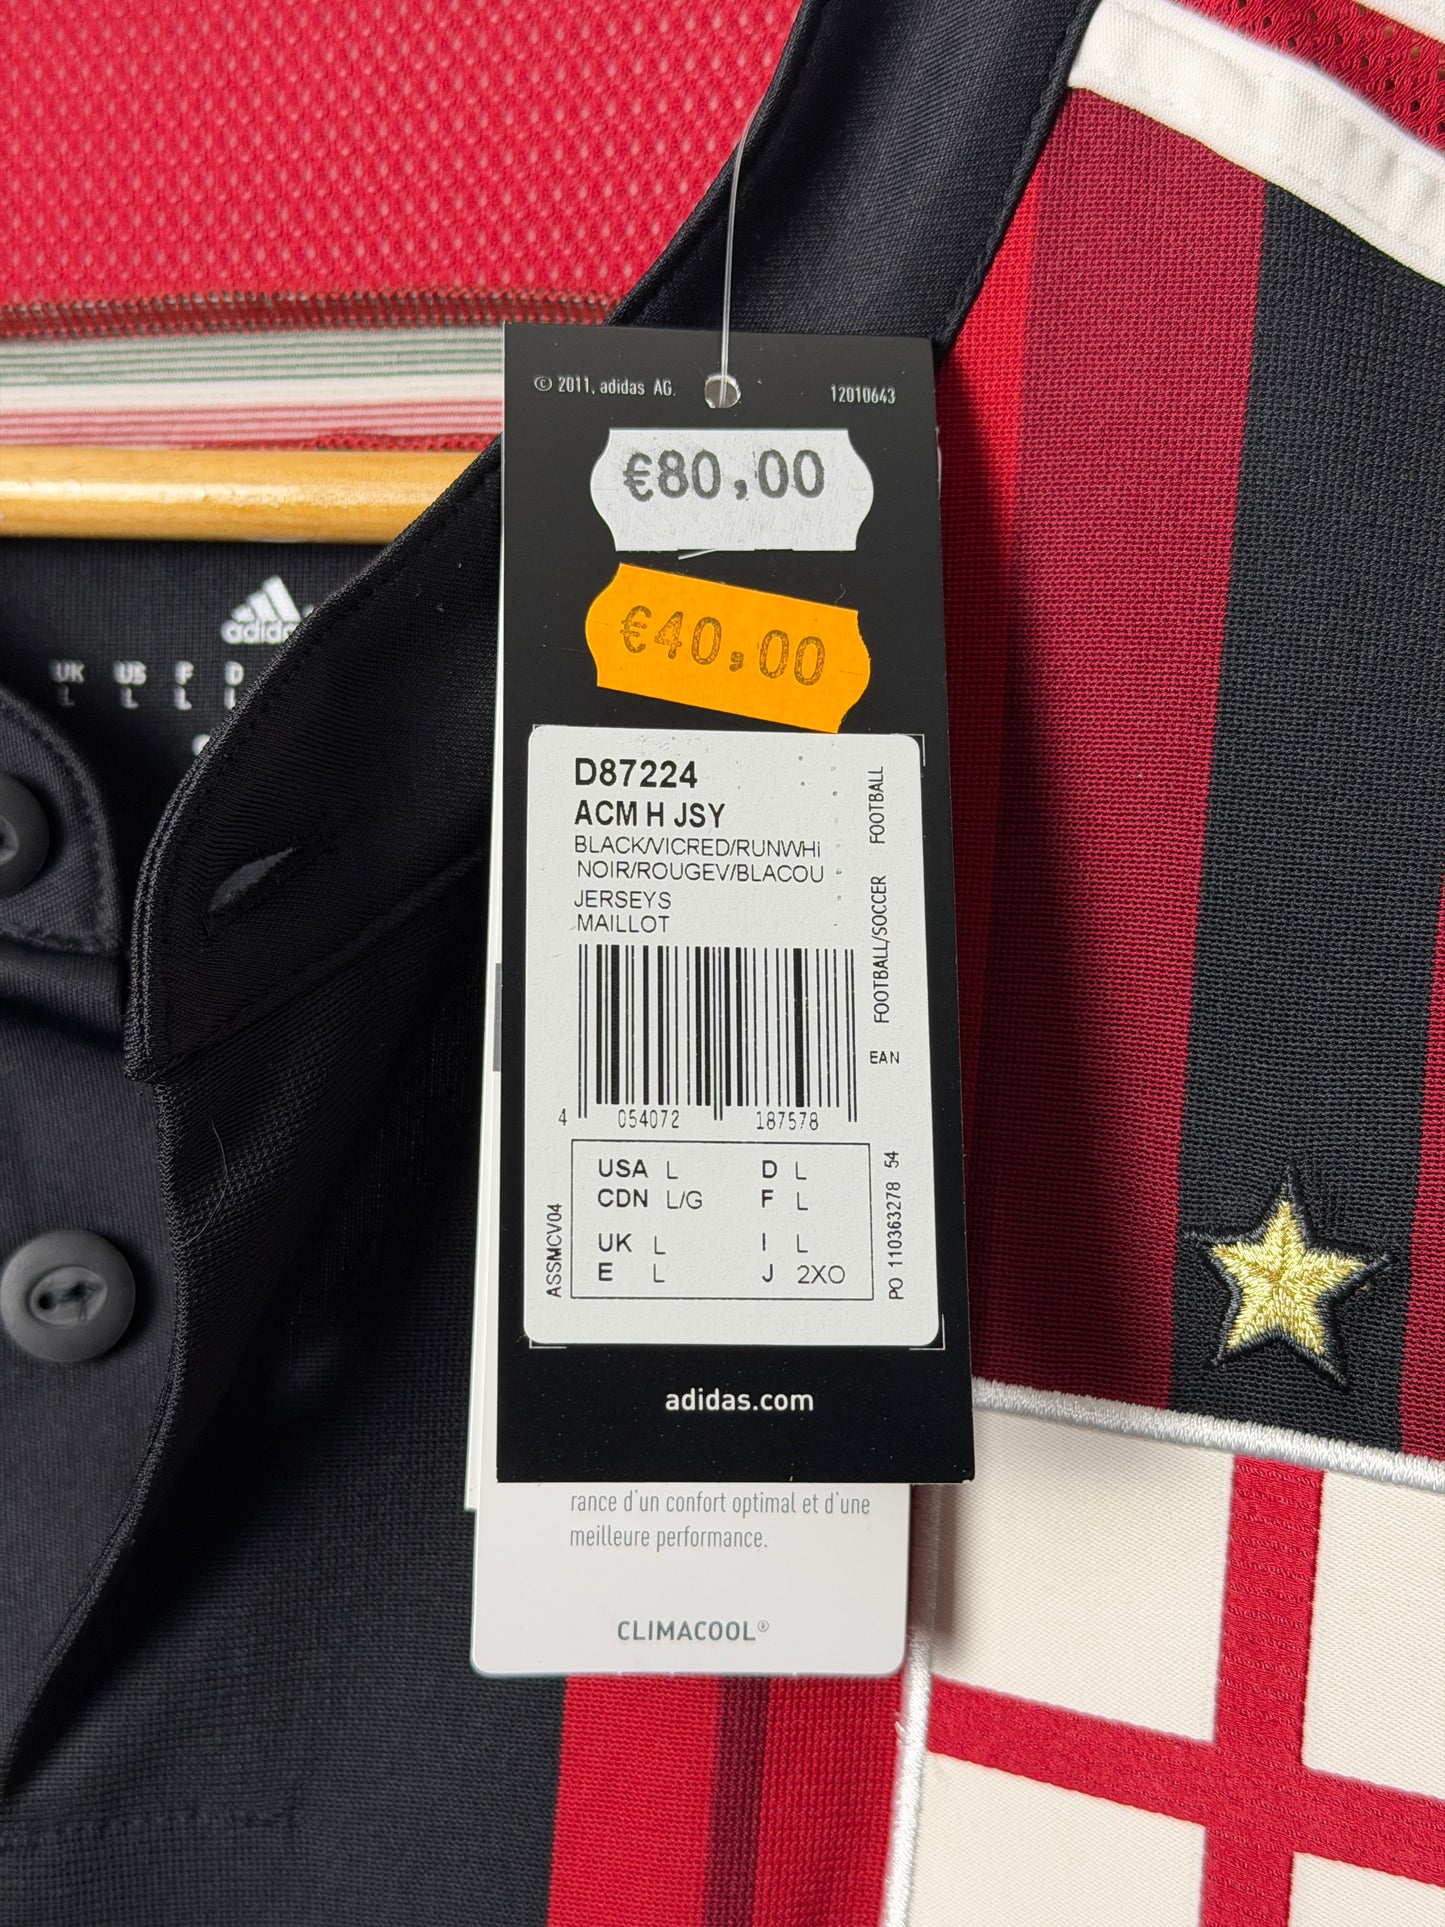 © 2011, adidas AG.
12010643
€80,00
€40,00
adidas
UK US F D
L L L
D87224
ACM H JSY
BLACK/VICRED/RUNWHI
NOIR/ROUGEV/BLACOU
JERSEYS
MAILLOT
FOOTBALL/SOCCER FOOTBALL
EAN
4 054072 187578
USA L D L
CDN L/G F L
UK L I L
E L J 2XO
ASSMCV04
PO 110363278 54
adidas.com
rance d'un confort optimal et d'une
meilleure performance.
CLIMACOOL®